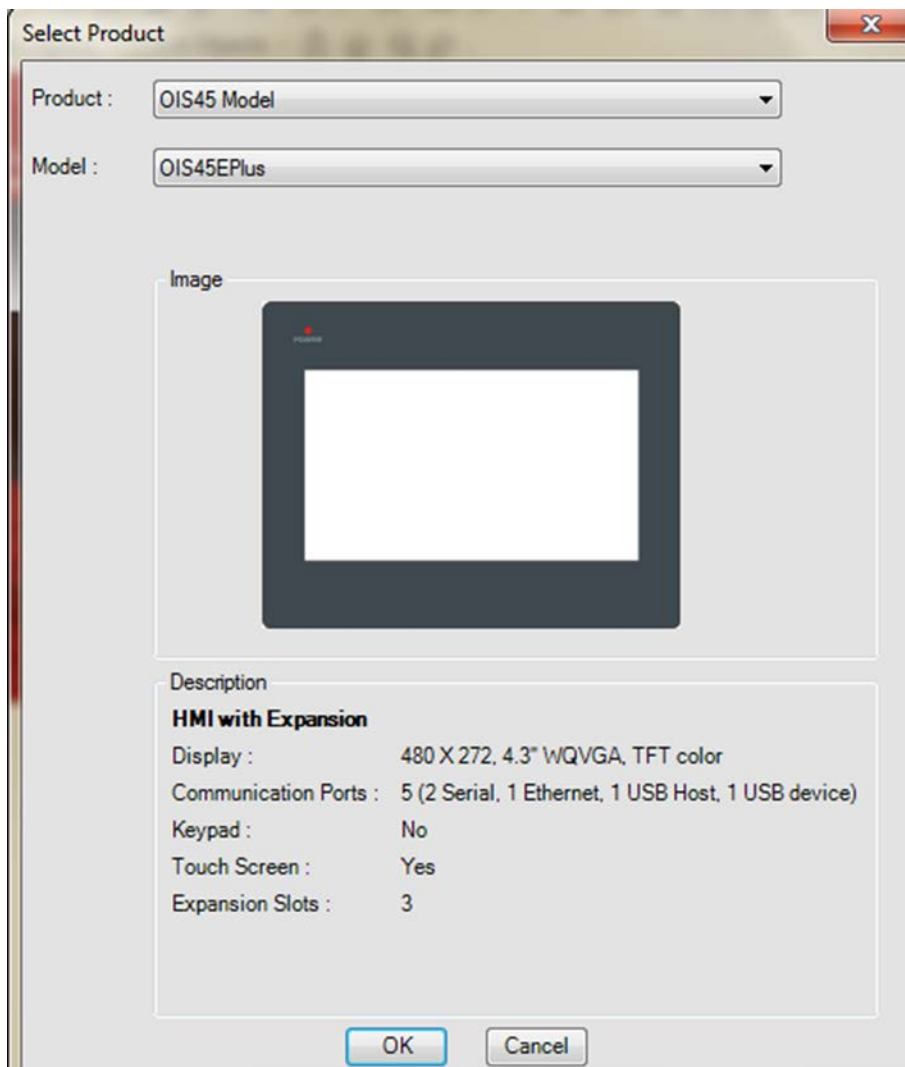 Select Product
Product : OIS45 Model
Model : OIS45EPlus
Image
POWER
Description
HMI with Expansion
Display : 480 X 272, 4.3" WQVGA, TFT color
Communication Ports : 5 (2 Serial, 1 Ethernet, 1 USB Host, 1 USB device)
Keypad : No
Touch Screen : Yes
Expansion Slots : 3
OK Cancel